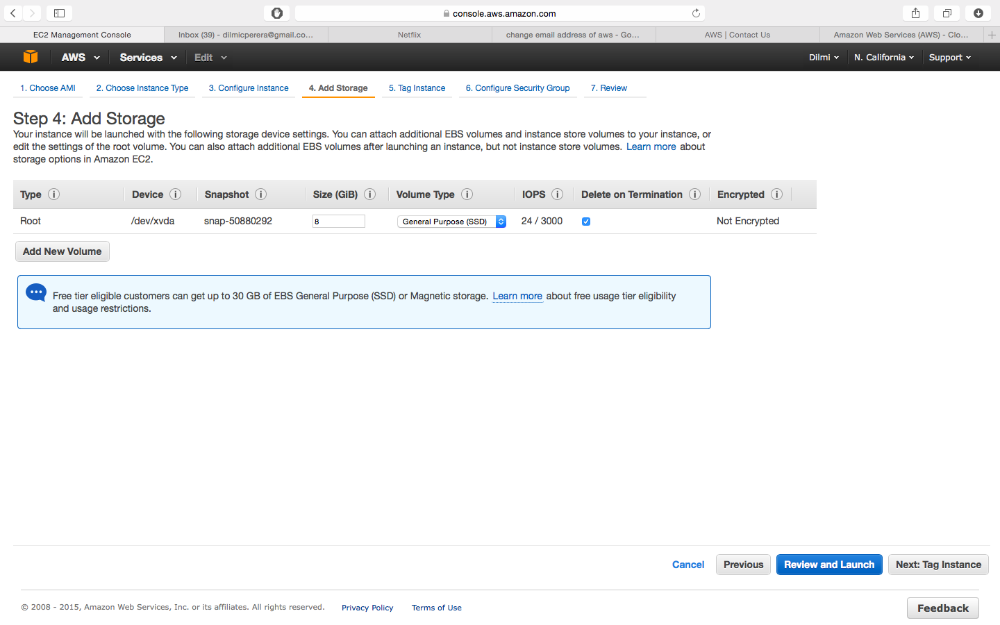 console.aws.amazon.com
EC2 Management Console
Inbox (39) - dilmicperera@gmail.co...
Netflix
change email address of aws - Go...
AWS | Contact Us
Amazon Web Services (AWS) - Clo...
AWS
Services
Edit
Dilmi
N. California
Support
1. Choose AMI
2. Choose Instance Type
3. Configure Instance
4. Add Storage
5. Tag Instance
6. Configure Security Group
7. Review
Step 4: Add Storage
Your instance will be launched with the following storage device settings. You can attach additional EBS volumes and instance store volumes to your instance, or
edit the settings of the root volume. You can also attach additional EBS volumes after launching an instance, but not instance store volumes. Learn more about
storage options in Amazon EC2.
Type i Device i Snapshot i Size (GiB) i Volume Type i IOPS i Delete on Termination i Encrypted i
Root /dev/xvda snap-50880292 8 General Purpose (SSD) 24 / 3000 Not Encrypted
Add New Volume
Free tier eligible customers can get up to 30 GB of EBS General Purpose (SSD) or Magnetic storage. Learn more about free usage tier eligibility
and usage restrictions.
Cancel
Previous
Review and Launch
Next: Tag Instance
© 2008 - 2015, Amazon Web Services, Inc. or its affiliates. All rights reserved.
Privacy Policy
Terms of Use
Feedback